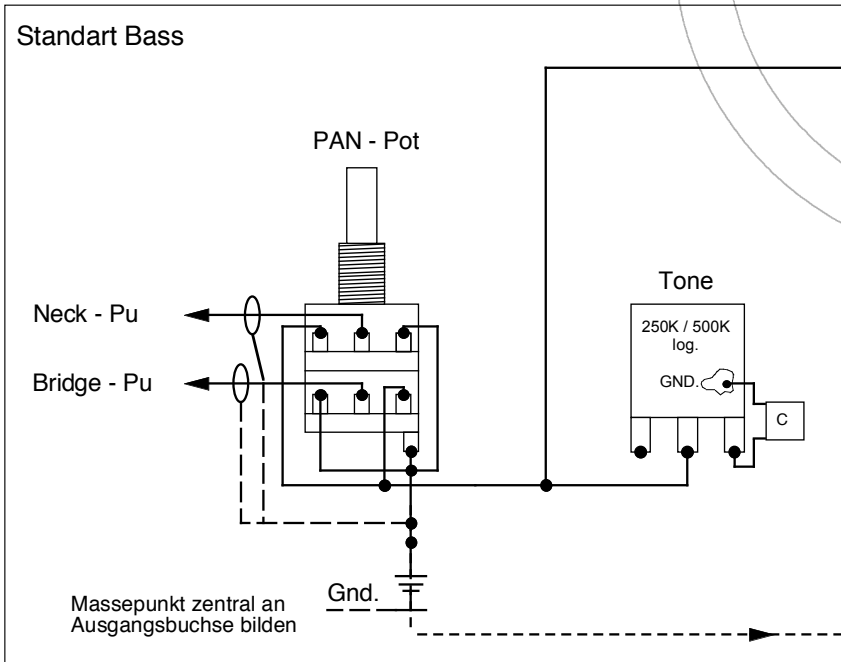 Standart Bass
PAN - Pot
Neck - Pu
Bridge - Pu
Tone
250K / 500K
log.
GND.
C
Gnd.
Massepunkt zentral an
Ausgangsbuchse bilden